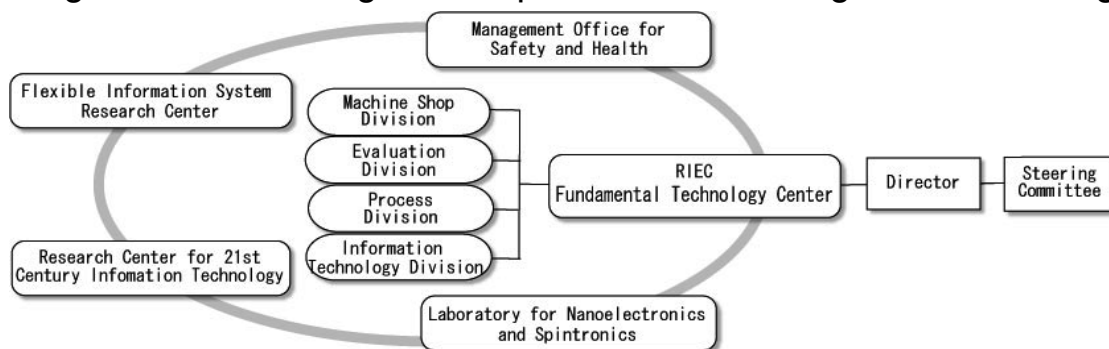 Management Office for
Safety and Health
Flexible Information System
Research Center
Machine Shop
Division
Evaluation
Division
Process
Division
Information
Technology Division
RIEC
Fundamental Technology Center
Director
Steering
Committee
Research Center for 21st
Century Infomation Technology
Laboratory for Nanoelectronics
and Spintronics